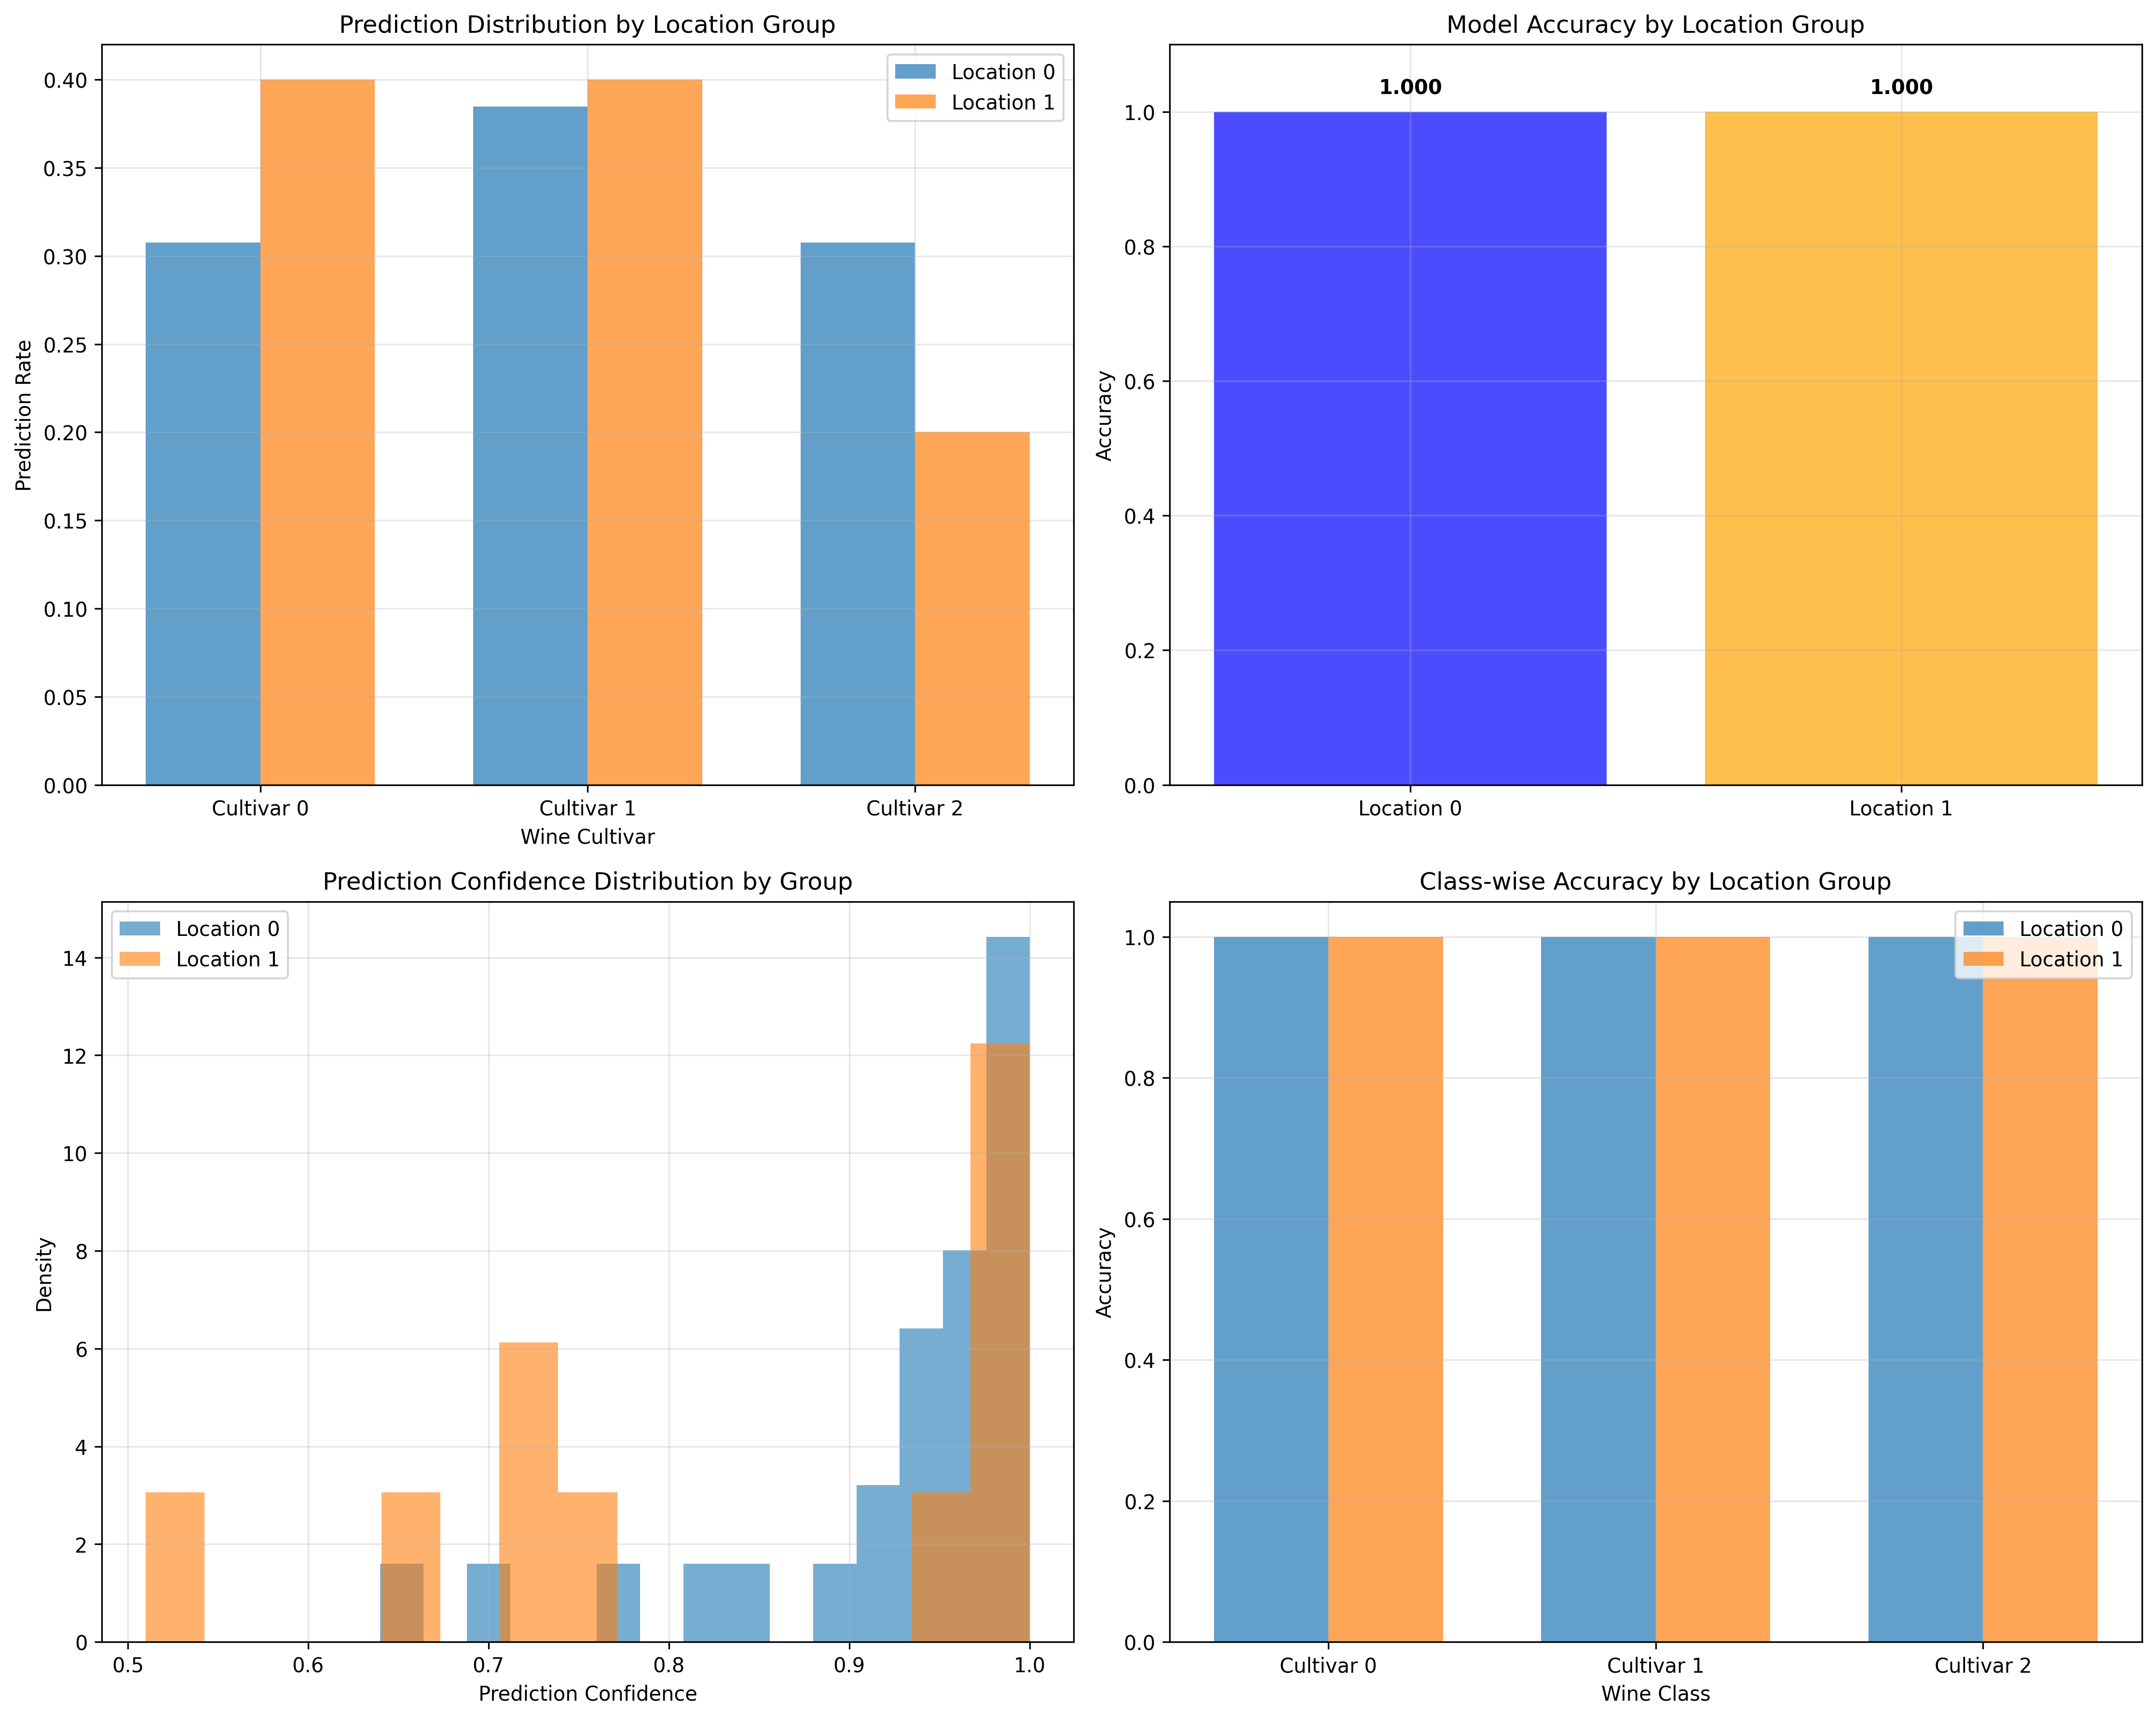 Prediction Distribution by Location Group
Prediction Rate
0.40
0.35
0.30
0.25
0.20
0.15
0.10
0.05
0.00
Location 0
Location 1
Cultivar 0 Cultivar 1 Cultivar 2
Wine Cultivar
Model Accuracy by Location Group
Accuracy
1.0
0.8
0.6
0.4
0.2
0.0
1.000 1.000
Location 0 Location 1
Prediction Confidence Distribution by Group
Density
14
12
10
8
6
4
2
0
Location 0
Location 1
0.5 0.6 0.7 0.8 0.9 1.0
Prediction Confidence
Class-wise Accuracy by Location Group
Accuracy
1.0
0.8
0.6
0.4
0.2
0.0
Location 0
Location 1
Cultivar 0 Cultivar 1 Cultivar 2
Wine Class